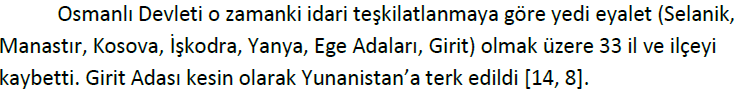 Osmanlı Devleti o zamanki idari teşkilatlanmaya göre yedi eyalet (Selanik,
Manastır, Kosova, İşkodra, Yanya, Ege Adaları, Girit) olmak üzere 33 il ve ilçeyi
kaybetti. Girit Adası kesin olarak Yunanistan’a terk edildi [14, 8].